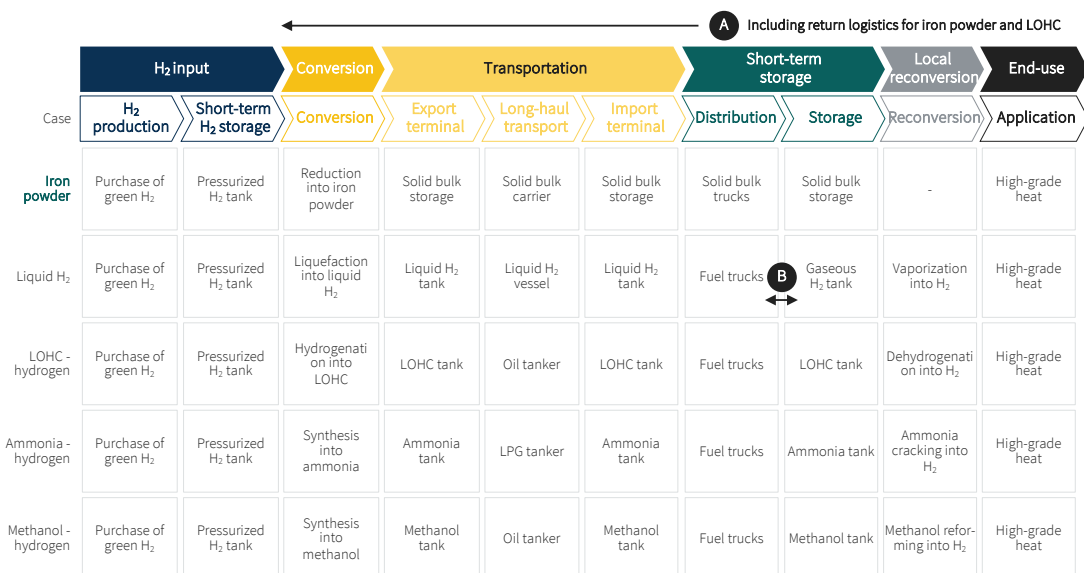 A Including return logistics for iron powder and LOHC
H₂ input
Conversion
Transportation
Short-term
storage
Local
reconversion
End-use
Case
H₂
production
Short-term
H₂ storage
Conversion
Export
terminal
Long-haul
transport
Import
terminal
Distribution
Storage
Reconversion
Application
Iron
powder
Purchase of
green H₂
Pressurized
H₂ tank
Reduction
into iron
powder
Solid bulk
storage
Solid bulk
carrier
Solid bulk
storage
Solid bulk
trucks
Solid bulk
storage
-
High-grade
heat
Liquid H₂
Purchase of
green H₂
Pressurized
H₂ tank
Liquefaction
into liquid
H₂
Liquid H₂
tank
Liquid H₂
vessel
Liquid H₂
tank
Fuel trucks
B
Gaseous
H₂ tank
Vaporization
into H₂
High-grade
heat
LOHC -
hydrogen
Purchase of
green H₂
Pressurized
H₂ tank
Hydrogenati
on into
LOHC
LOHC tank
Oil tanker
LOHC tank
Fuel trucks
LOHC tank
Dehydrogenati
on into H₂
High-grade
heat
Ammonia -
hydrogen
Purchase of
green H₂
Pressurized
H₂ tank
Synthesis
into
ammonia
Ammonia
tank
LPG tanker
Ammonia
tank
Fuel trucks
Ammonia tank
Ammonia
cracking into
H₂
High-grade
heat
Methanol -
hydrogen
Purchase of
green H₂
Pressurized
H₂ tank
Synthesis
into
methanol
Methanol
tank
Oil tanker
Methanol
tank
Fuel trucks
Methanol tank
Methanol refor-
ming into H₂
High-grade
heat